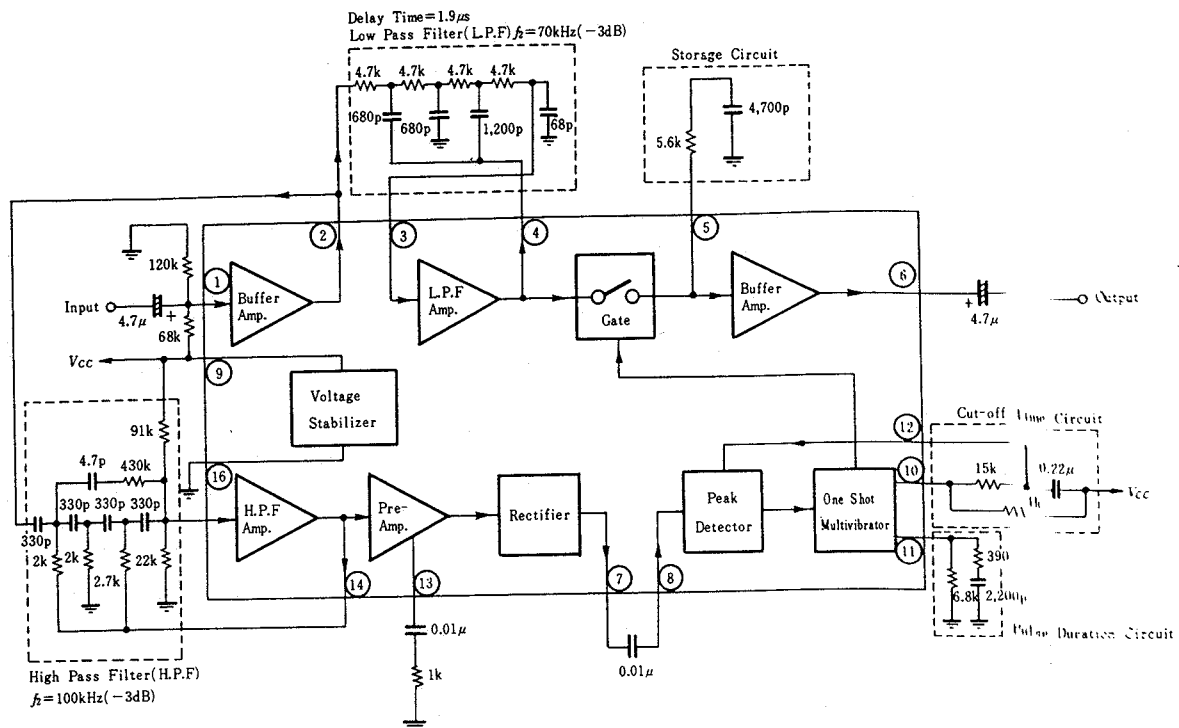 Delay Time=1.9μs
Low Pass Filter(L.P.F) f₂=70kHz(−3dB)
4.7k 4.7k 4.7k 4.7k
680p 680p 1,200p 68p
Storage Circuit
4,700p
5.6k
2 3 4 5
120k
1
Buffer
Amp.
L.P.F
Amp.
Gate
Buffer
Amp.
6
Input
4.7μ +
+ 4.7μ
Output
68k
Vcc
9
Voltage
Stabilizer
91k
16
4.7p 430k
330p 330p 330p
330p
2k 2k 2.7k 22k
H.P.F
Amp.
Pre-
Amp.
Rectifier
Peak
Detector
One Shot
Multivibrator
12
Cut-off Time Circuit
10
15k 0.22μ
Vcc
11
390
6.8k 2,200p
Pulse Duration Circuit
14 13 7 8
0.01μ
1k
0.01μ
High Pass Filter(H.P.F)
f₂=100kHz(−3dB)